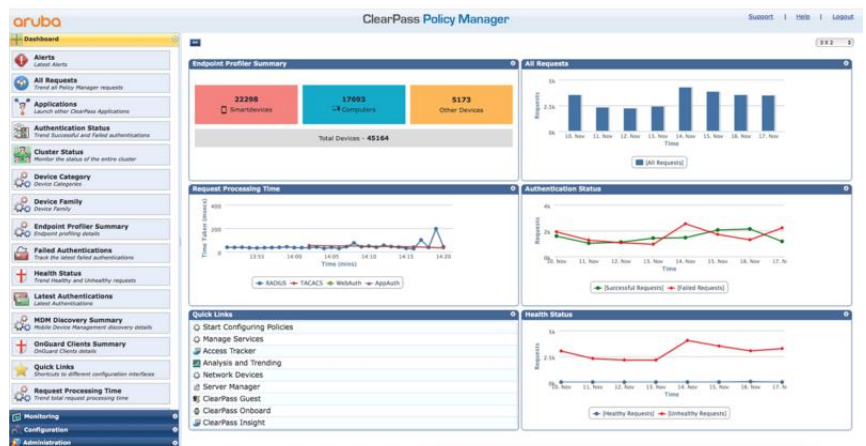 aruba
ClearPass Policy Manager
Support | Help | Logout
Dashboard
Alerts
Latest Alerts
All Requests
Trend all Policy Manager requests
Applications
Launch other ClearPass Applications
Authentication Status
Trend Successful and Failed authentications
Cluster Status
Monitor the status of the entire cluster
Device Category
Device Categories
Device Family
Device Family
Endpoint Profiler Summary
Endpoint profiling details
Failed Authentications
Track the latest failed authentications
Health Status
Trend Healthy and Unhealthy requests
Latest Authentications
Latest Authentications
MDM Discovery Summary
Mobile Device Management discovery details
OnGuard Clients Summary
OnGuard Clients details
Quick Links
Shortcuts to different configuration interfaces
Request Processing Time
Trend total request processing time
Monitoring
Configuration
Administration
3 X 2
Endpoint Profiler Summary
22298
Smartdevices
17693
Computers
5173
Other Devices
Total Devices - 45164
All Requests
Requests
5k
2.5k
0k
10. Nov 11. Nov 12. Nov 13. Nov 14. Nov 15. Nov 16. Nov 17. Nov
Time
[All Requests]
Request Processing Time
Time Taken (msecs)
400
200
0
13:55 14:00 14:05 14:10 14:15 14:20
Time (mins)
RADIUS TACACS WebAuth AppAuth
Authentication Status
Requests
4k
2k
0k
10. Nov 11. Nov 12. Nov 13. Nov 14. Nov 15. Nov 16. Nov 17. N
Time
[Successful Requests] [Failed Requests]
Quick Links
Start Configuring Policies
Manage Services
Access Tracker
Analysis and Trending
Network Devices
Server Manager
ClearPass Guest
ClearPass Onboard
ClearPass Insight
Health Status
Requests
5k
2.5k
0k
10. Nov 11. Nov 12. Nov 13. Nov 14. Nov 15. Nov 16. Nov 17. N
Time
[Healthy Requests] [Unhealthy Requests]